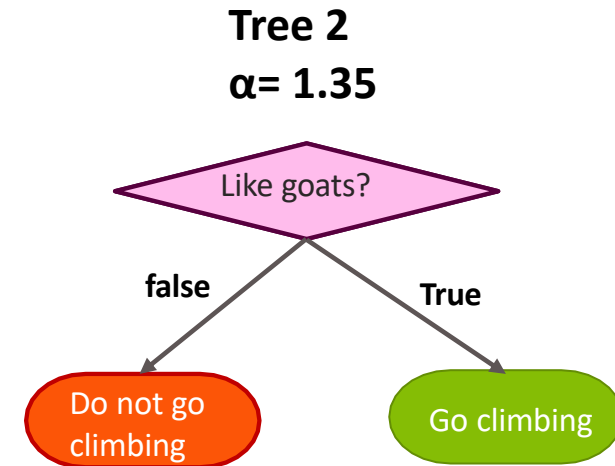 Tree 2
α= 1.35
Like goats?
false
True
Do not go
climbing
Go climbing